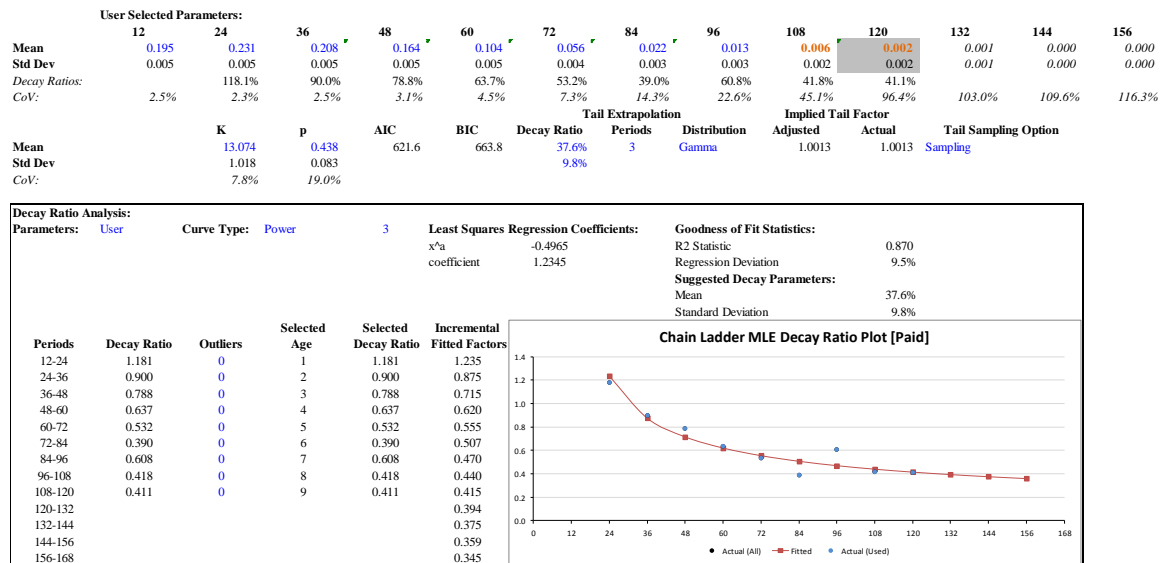 User Selected Parameters:
12 24 36 48 60 72 84 96 108 120 132 144 156
Mean 0.195 0.231 0.208 0.164 0.104 0.056 0.022 0.013 0.006 0.002 0.001 0.000 0.000
Std Dev 0.005 0.005 0.005 0.005 0.005 0.004 0.003 0.003 0.002 0.002 0.001 0.000 0.000
Decay Ratios: 118.1% 90.0% 78.8% 63.7% 53.2% 39.0% 60.8% 41.8% 41.1%
CoV: 2.5% 2.3% 2.5% 3.1% 4.5% 7.3% 14.3% 22.6% 45.1% 96.4% 103.0% 109.6% 116.3%
Tail Extrapolation Implied Tail Factor
K p AIC BIC Decay Ratio Periods Distribution Adjusted Actual Tail Sampling Option
Mean 13.074 0.438 621.6 663.8 37.6% 3 Gamma 1.0013 1.0013 Sampling
Std Dev 1.018 0.083 9.8%
CoV: 7.8% 19.0%
Decay Ratio Analysis:
Parameters: User Curve Type: Power 3 Least Squares Regression Coefficients: Goodness of Fit Statistics:
x^a -0.4965 R2 Statistic 0.870
coefficient 1.2345 Regression Deviation 9.5%
Suggested Decay Parameters:
Mean 37.6%
Standard Deviation 9.8%
Selected Selected Incremental
Periods Decay Ratio Outliers Age Decay Ratio Fitted Factors
12-24 1.181 0 1 1.181 1.235
24-36 0.900 0 2 0.900 0.875
36-48 0.788 0 3 0.788 0.715
48-60 0.637 0 4 0.637 0.620
60-72 0.532 0 5 0.532 0.555
72-84 0.390 0 6 0.390 0.507
84-96 0.608 0 7 0.608 0.470
96-108 0.418 0 8 0.418 0.440
108-120 0.411 0 9 0.411 0.415
120-132 0.394
132-144 0.375
144-156 0.359
156-168 0.345
Chain Ladder MLE Decay Ratio Plot [Paid]
1.4
1.2
1.0
0.8
0.6
0.4
0.2
0.0
0 12 24 36 48 60 72 84 96 108 120 132 144 156 168
Actual (All) Fitted Actual (Used)